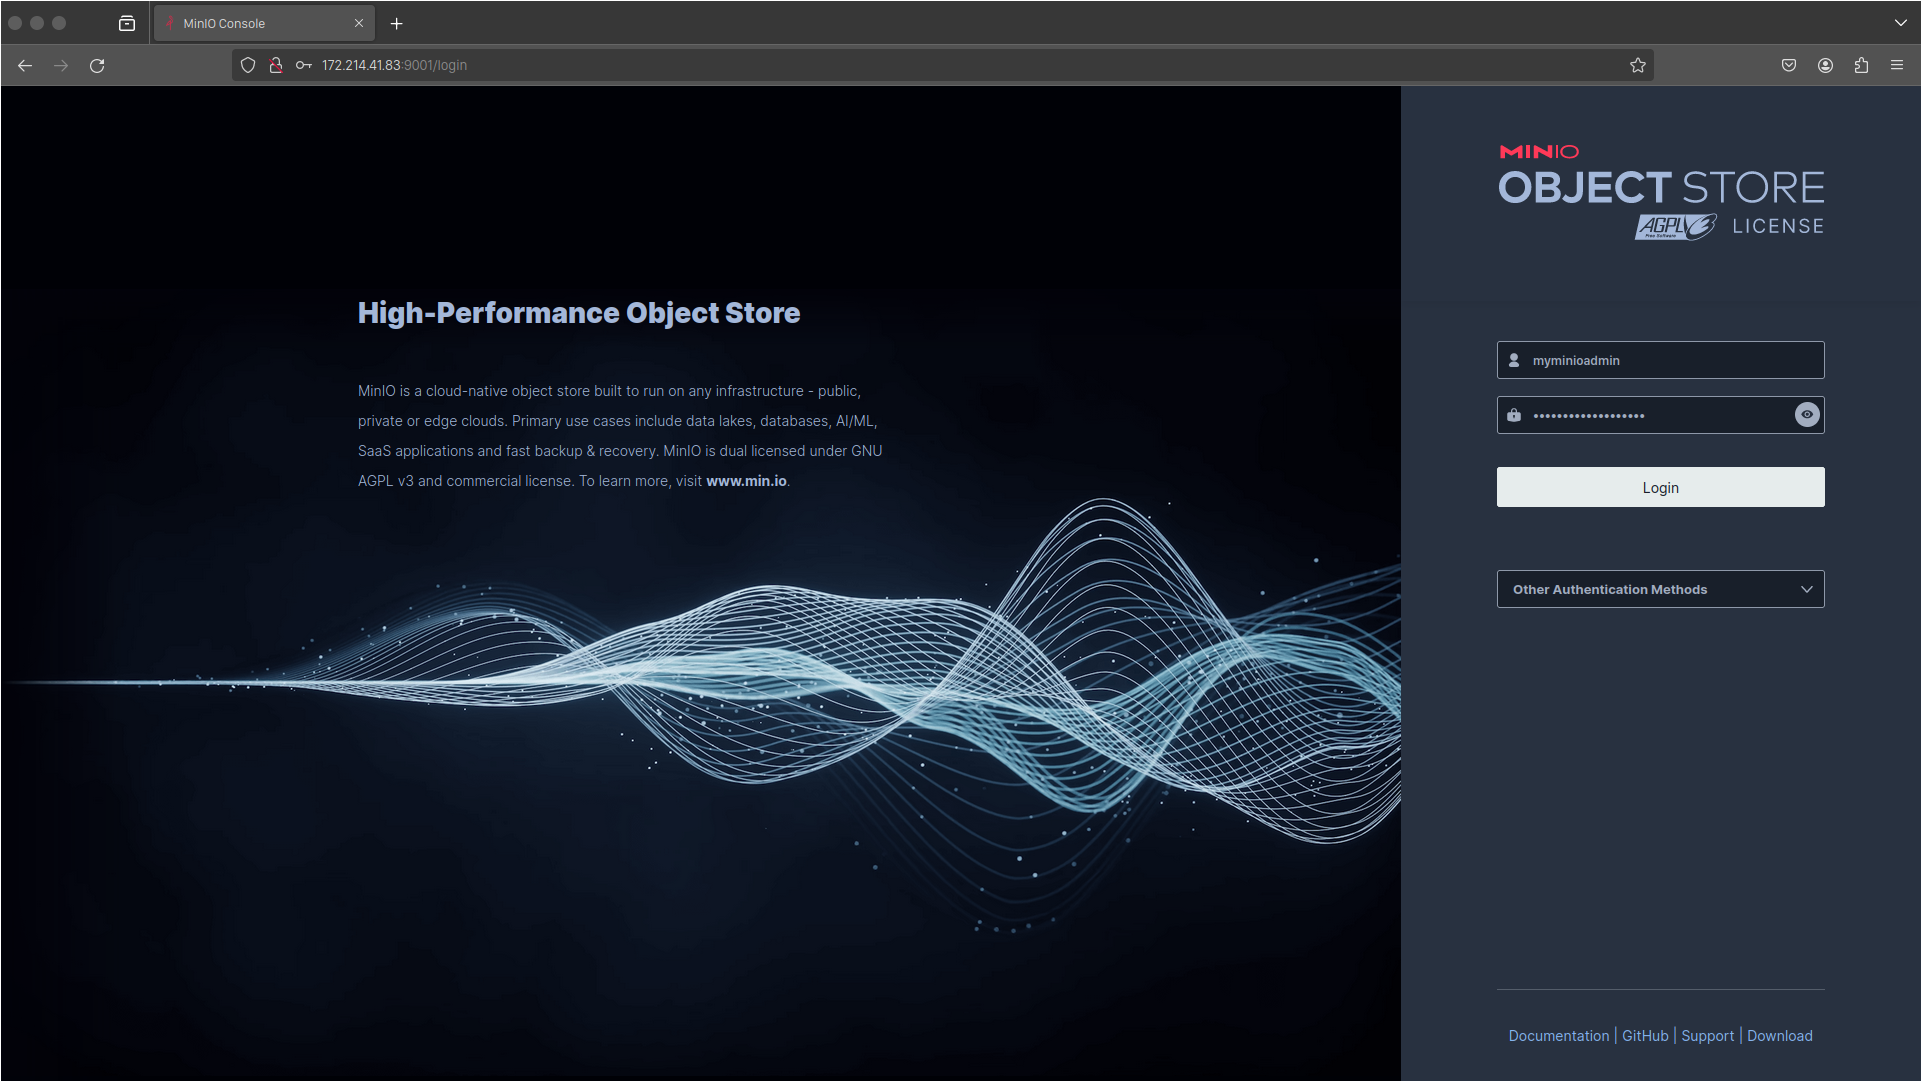 MinIO Console
172.214.41.83:9001/login
MINIO
OBJECT STORE
AGPLv3 LICENSE
Free Software
High-Performance Object Store
MinIO is a cloud-native object store built to run on any infrastructure - public,
private or edge clouds. Primary use cases include data lakes, databases, AI/ML,
SaaS applications and fast backup & recovery. MinIO is dual licensed under GNU
AGPL v3 and commercial license. To learn more, visit www.min.io.
myminioadmin
••••••••••••••••••
Login
Other Authentication Methods
Documentation | GitHub | Support | Download